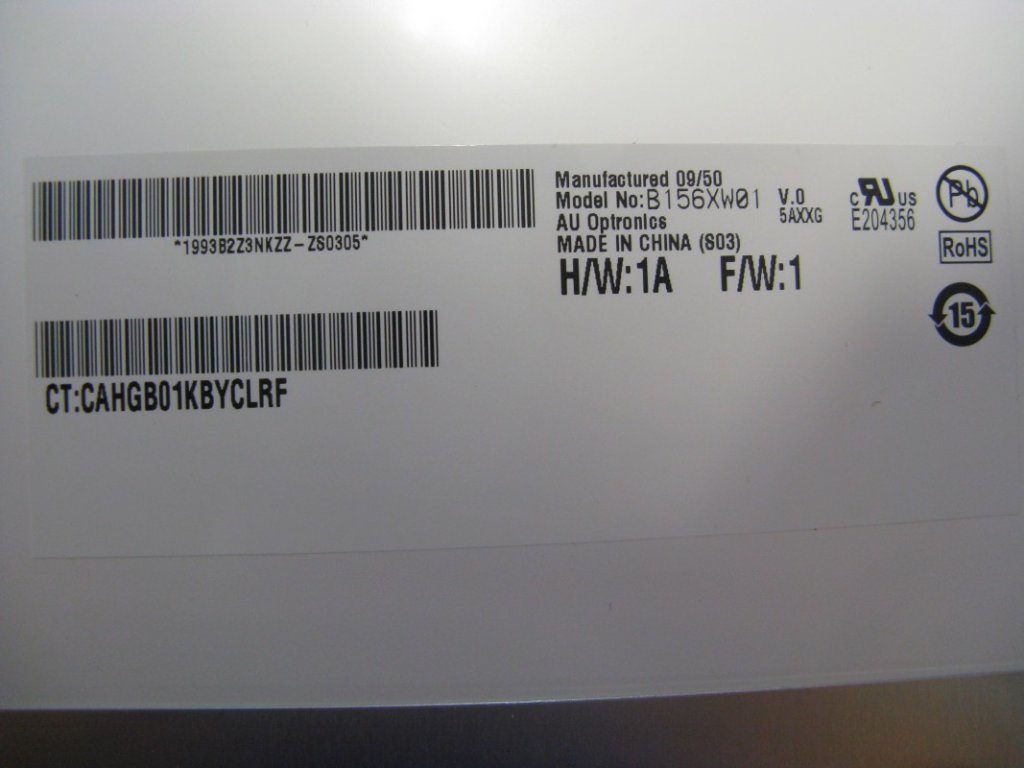 *1993B2Z3NKZZ-ZS0305*
CT:CAHGB01KBYCLRF
Manufactured 09/50
Model No:B156XW01 V.0
5AXXG
AU Optronics
MADE IN CHINA (S03)
H/W:1A F/W:1
c RU US
E204356
Pb
RoHS
15